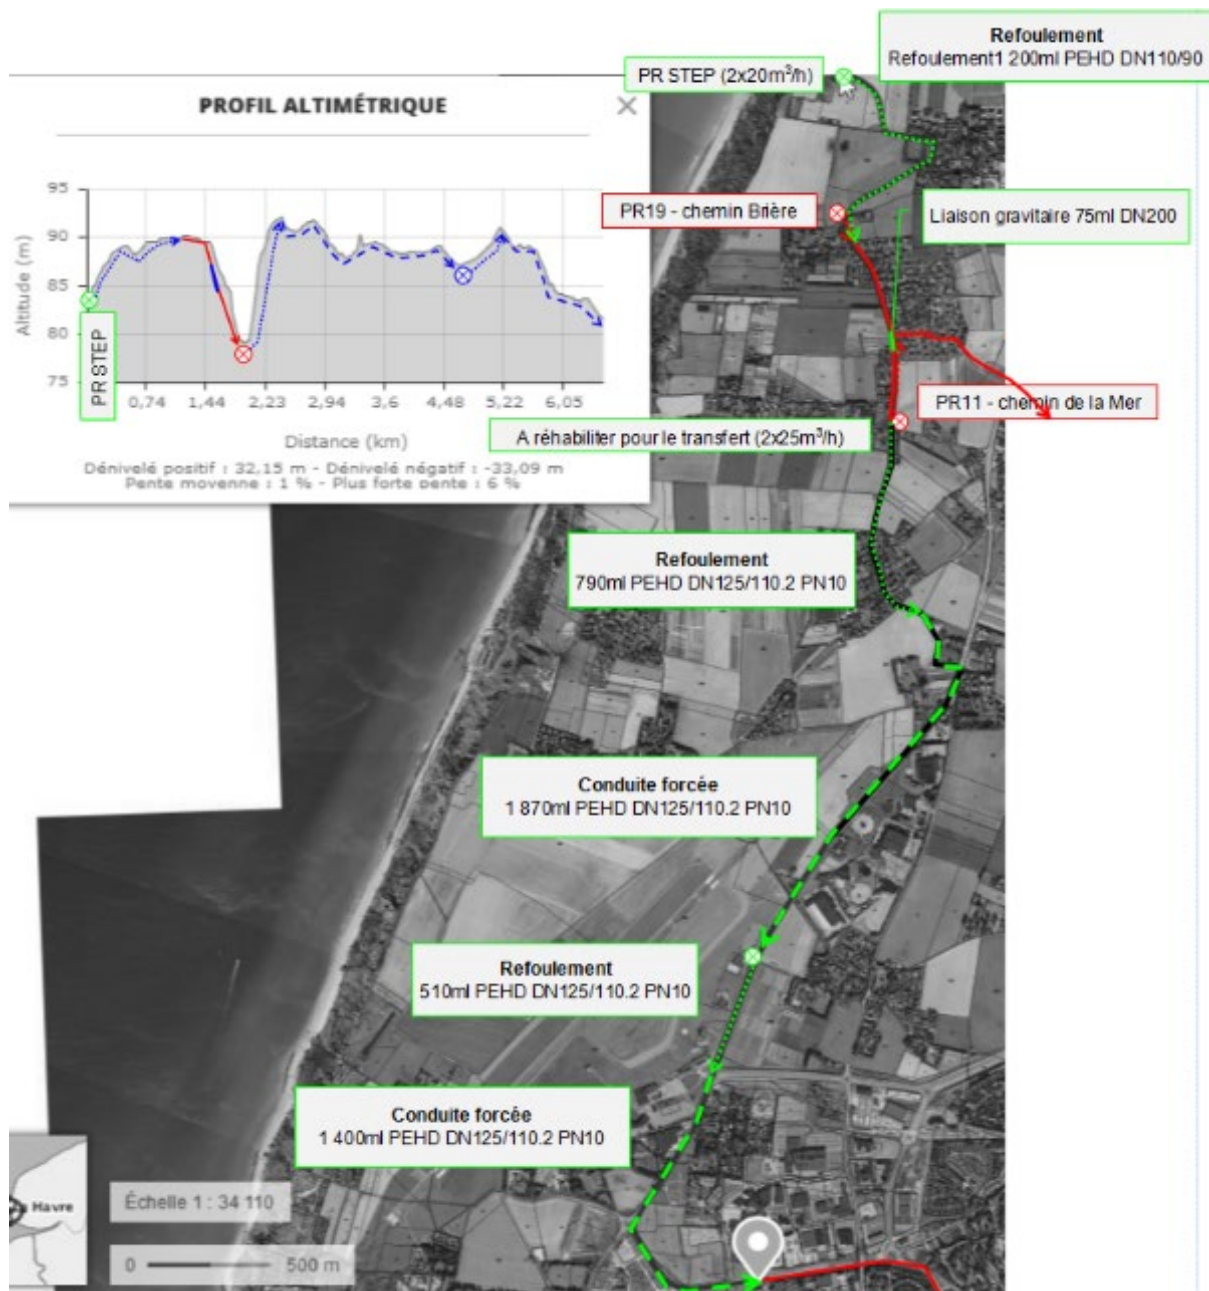 Refoulement
Refoulement1 200ml PEHD DN110/90
PR STEP (2x20m³/h)
PROFIL ALTIMÉTRIQUE
95
90
85
80
75
Altitude (m)
PR STEP
0,74 1,44 2,23 2,94 3,6 4,48 5,22 6,05
Distance (km)
Dénivelé positif : 32,15 m - Dénivelé négatif : -33,09 m
Pente moyenne : 1 % - Plus forte pente : 6 %
PR19 - chemin Brière
Liaison gravitaire 75ml DN200
PR11 - chemin de la Mer
A réhabiliter pour le transfert (2x25m³/h)
Refoulement
790ml PEHD DN125/110.2 PN10
Conduite forcée
1 870ml PEHD DN125/110.2 PN10
Refoulement
510ml PEHD DN125/110.2 PN10
Conduite forcée
1 400ml PEHD DN125/110.2 PN10
Havre
Échelle 1 : 34 110
0 500 m